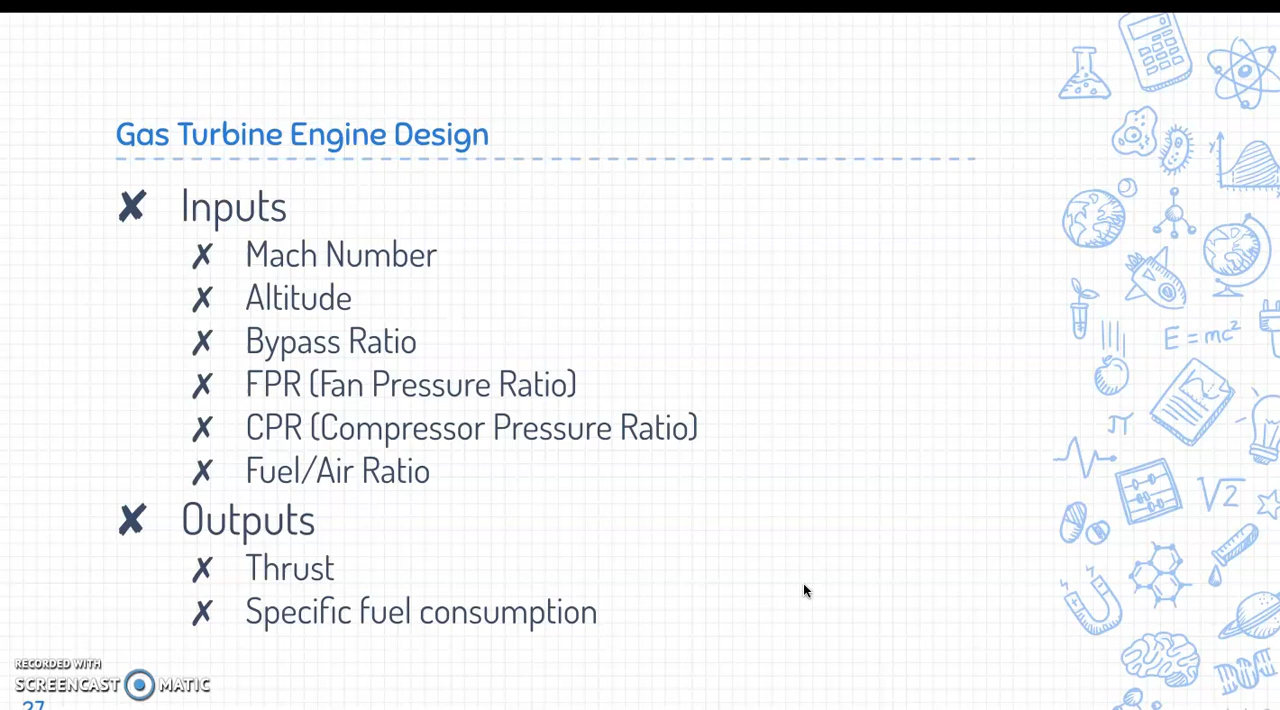 Gas Turbine Engine Design
✘ Inputs
✗ Mach Number
✗ Altitude
✗ Bypass Ratio
✗ FPR (Fan Pressure Ratio)
✗ CPR (Compressor Pressure Ratio)
✗ Fuel/Air Ratio
✘ Outputs
✗ Thrust
✗ Specific fuel consumption
y
x
E = mc²
π
√2
RECORDED WITH
SCREENCAST MATIC
27